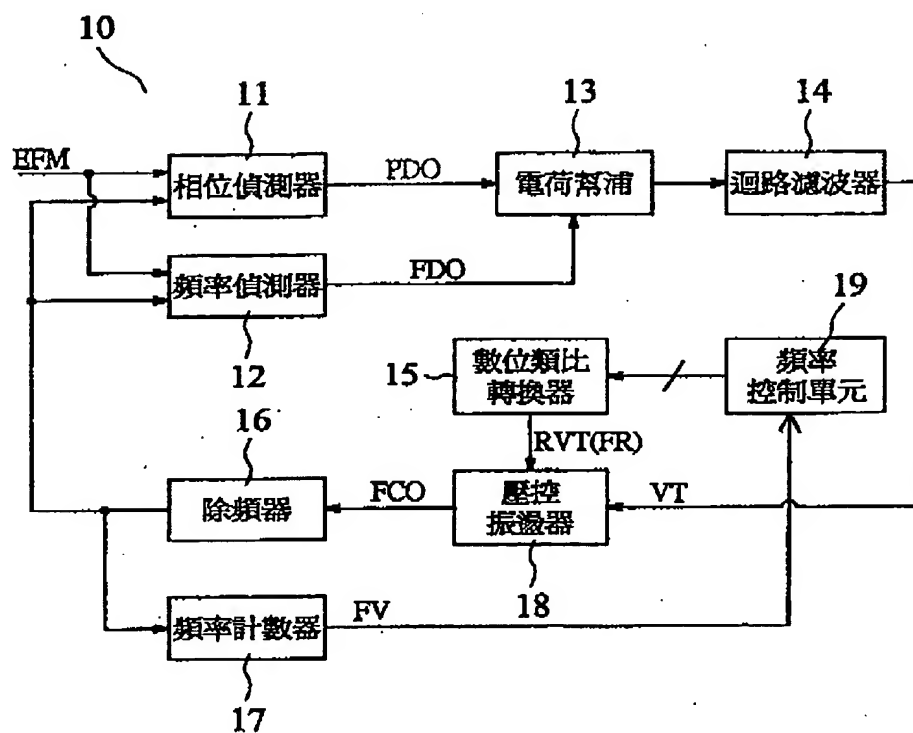 10
11
13
14
EFM
相位偵測器
PDO
電荷幫浦
迴路濾波器
頻率偵測器
FDO
12
15
數位類比
轉換器
19
頻率
控制單元
16
RVT(FR)
除頻器
FCO
壓控
振盪器
VT
18
頻率計數器
FV
17